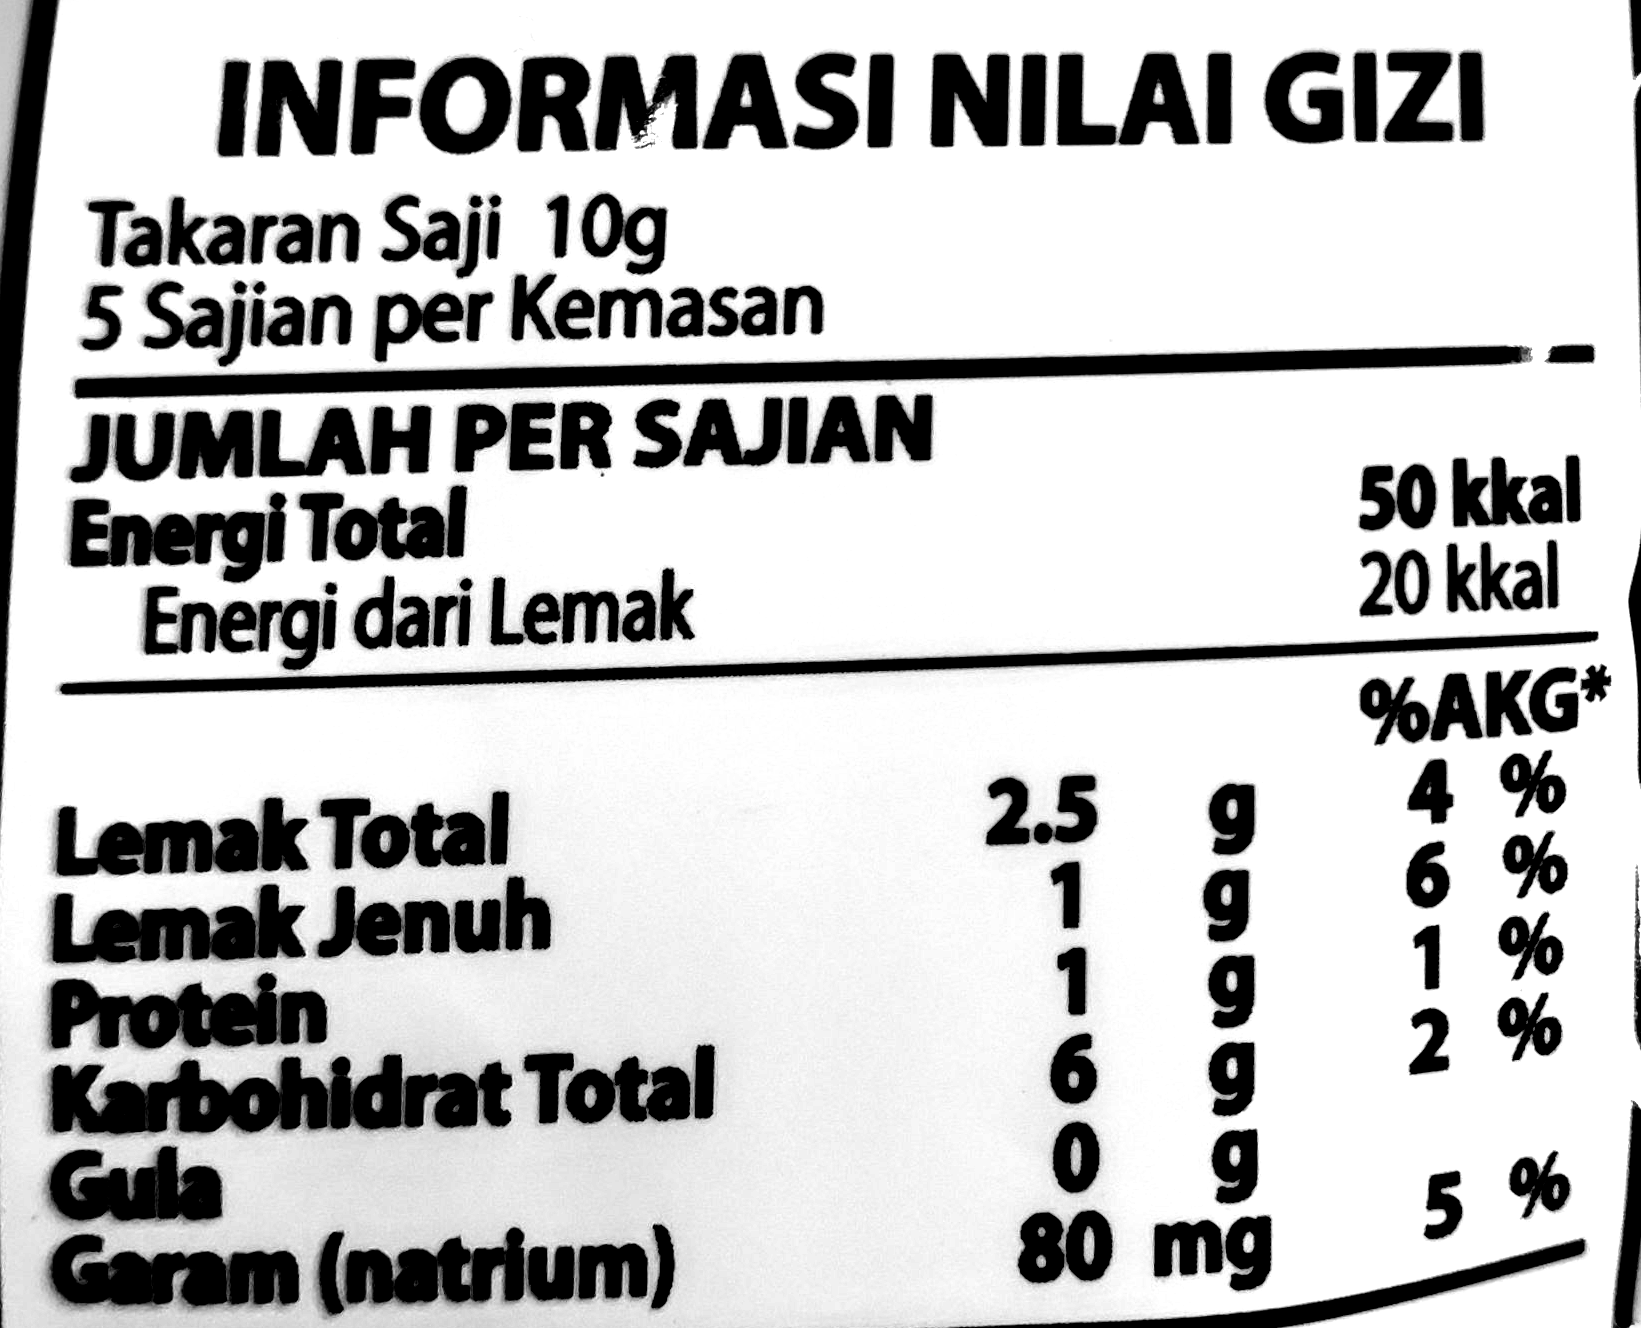 INFORMASI NILAI GIZI
Takaran Saji 10g
5 Sajian per Kemasan
JUMLAH PER SAJIAN
Energi Total 50 kkal
Energi dari Lemak 20 kkal
%AKG*
Lemak Total 2.5 g 4 %
Lemak Jenuh 1 g 6 %
Protein 1 g 1 %
Karbohidrat Total 6 g 2 %
Gula 0 g
Garam (natrium) 80 mg 5 %